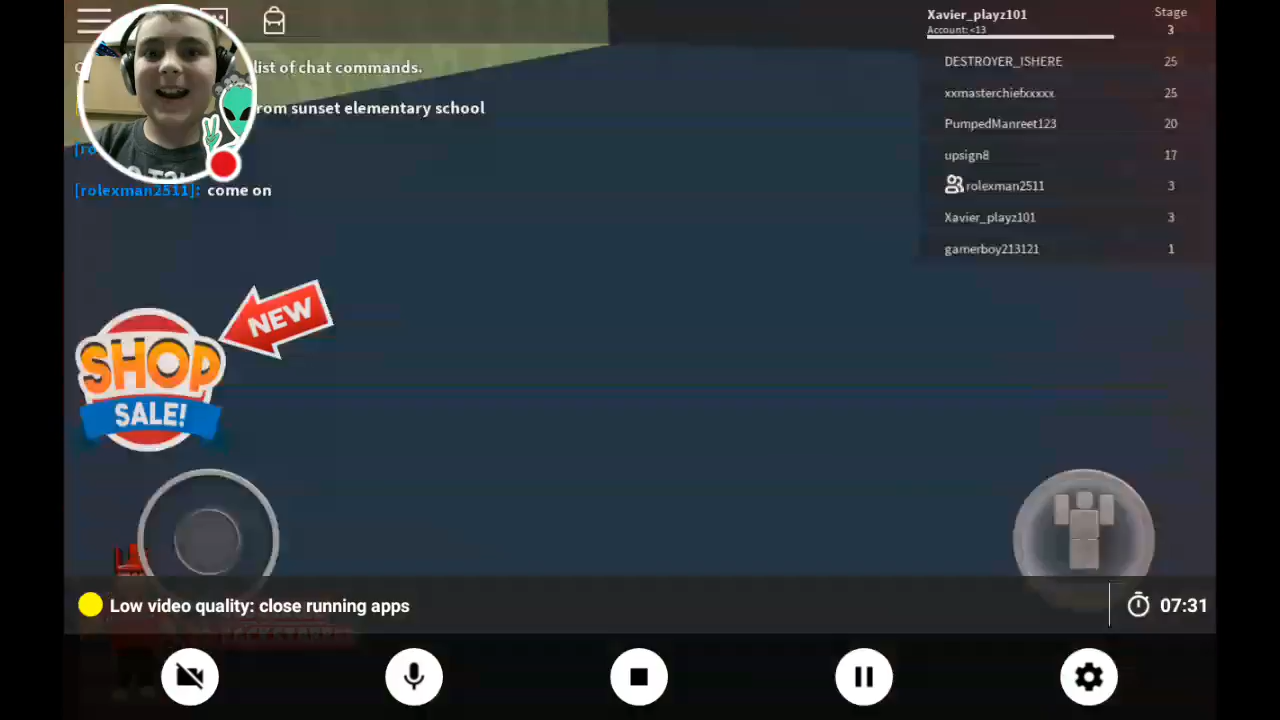 Xavier_playz101
Account: <13
Stage
3
list of chat commands.
DESTROYER_ISHERE 25
xxmasterchiefxxxxx 25
rom sunset elementary school
PumpedManreet123 20
upsign8 17
[ro
[rolexman2511]: come on
rolexman2511 3
Xavier_playz101 3
gamerboy213121 1
NEW
SHOP
SALE!
Low video quality: close running apps
07:31